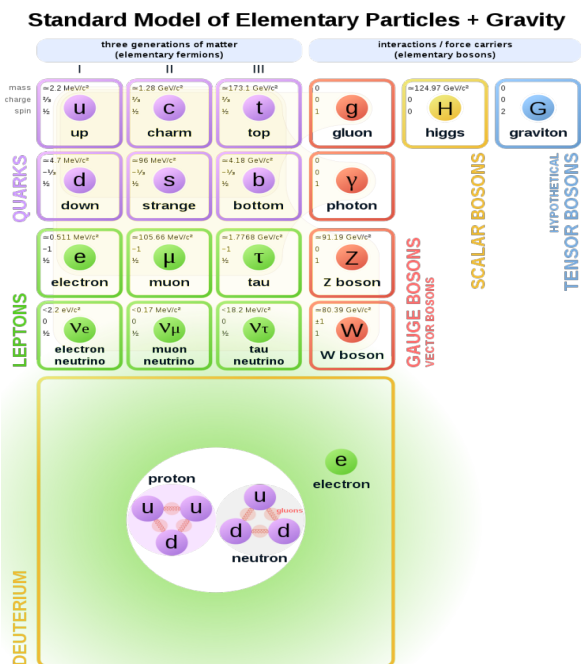 Standard Model of Elementary Particles + Gravity
three generations of matter
(elementary fermions)
interactions / force carriers
(elementary bosons)
I II III
mass
charge
spin
≃2.2 MeV/c²
⅔
½
u
up
≃1.28 GeV/c²
⅔
½
c
charm
≃173.1 GeV/c²
⅔
½
t
top
0
0
1
g
gluon
≃124.97 GeV/c²
0
0
H
higgs
0
0
2
G
graviton
QUARKS
≃4.7 MeV/c²
−⅓
½
d
down
≃96 MeV/c²
−⅓
½
s
strange
≃4.18 GeV/c²
−⅓
½
b
bottom
0
0
1
γ
photon
SCALAR BOSONS
HYPOTHETICAL
TENSOR BOSONS
LEPTONS
≃0.511 MeV/c²
−1
½
e
electron
≃105.66 MeV/c²
−1
½
μ
muon
≃1.7768 GeV/c²
−1
½
τ
tau
≃91.19 GeV/c²
0
1
Z
Z boson
<2.2 eV/c²
0
½
νe
electron
neutrino
<0.17 MeV/c²
0
½
νμ
muon
neutrino
<18.2 MeV/c²
0
½
ντ
tau
neutrino
≃80.39 GeV/c²
±1
1
W
W boson
GAUGE BOSONS
VECTOR BOSONS
DEUTERIUM
proton
u u
d
u
gluons
d d
neutron
e
electron